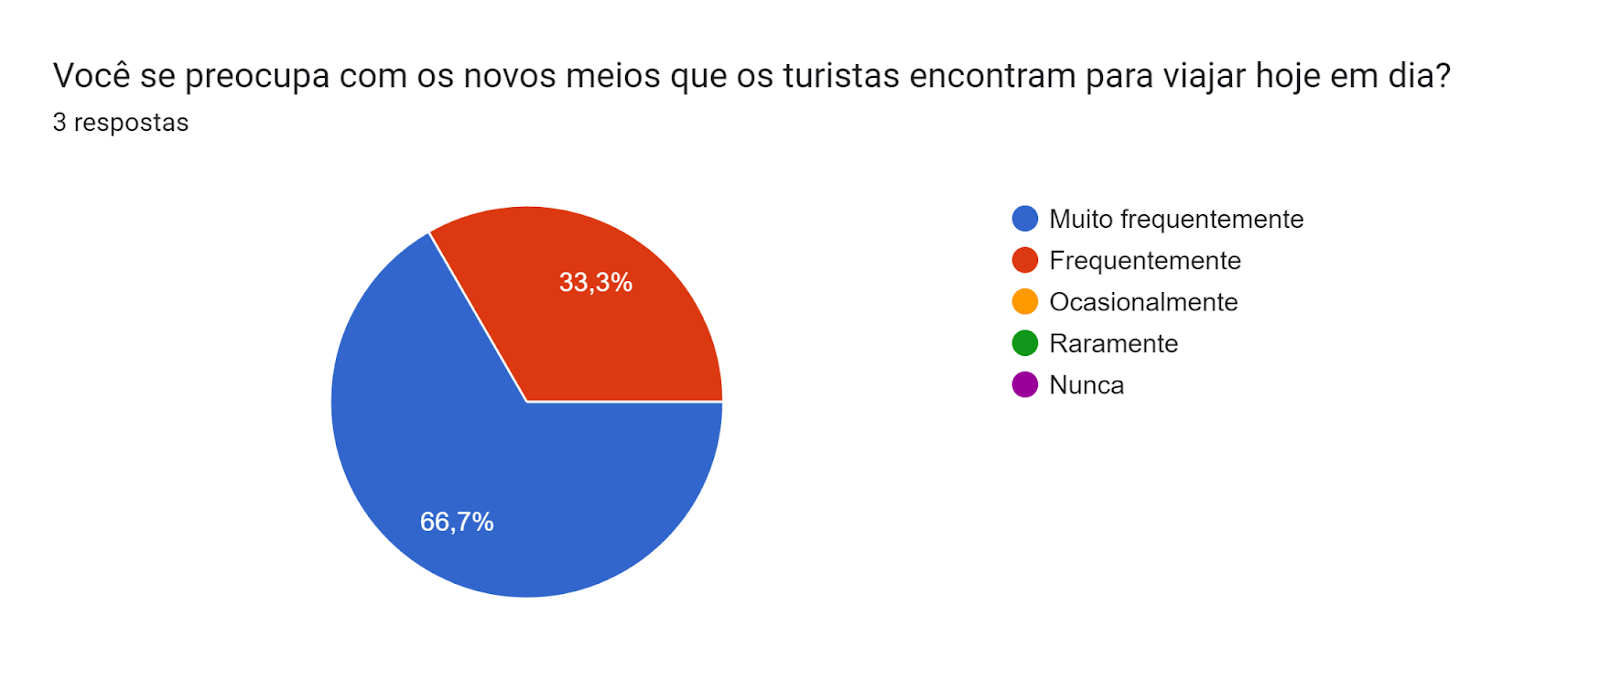 Você se preocupa com os novos meios que os turistas encontram para viajar hoje em dia?
3 respostas
33,3%
66,7%
Muito frequentemente
Frequentemente
Ocasionalmente
Raramente
Nunca